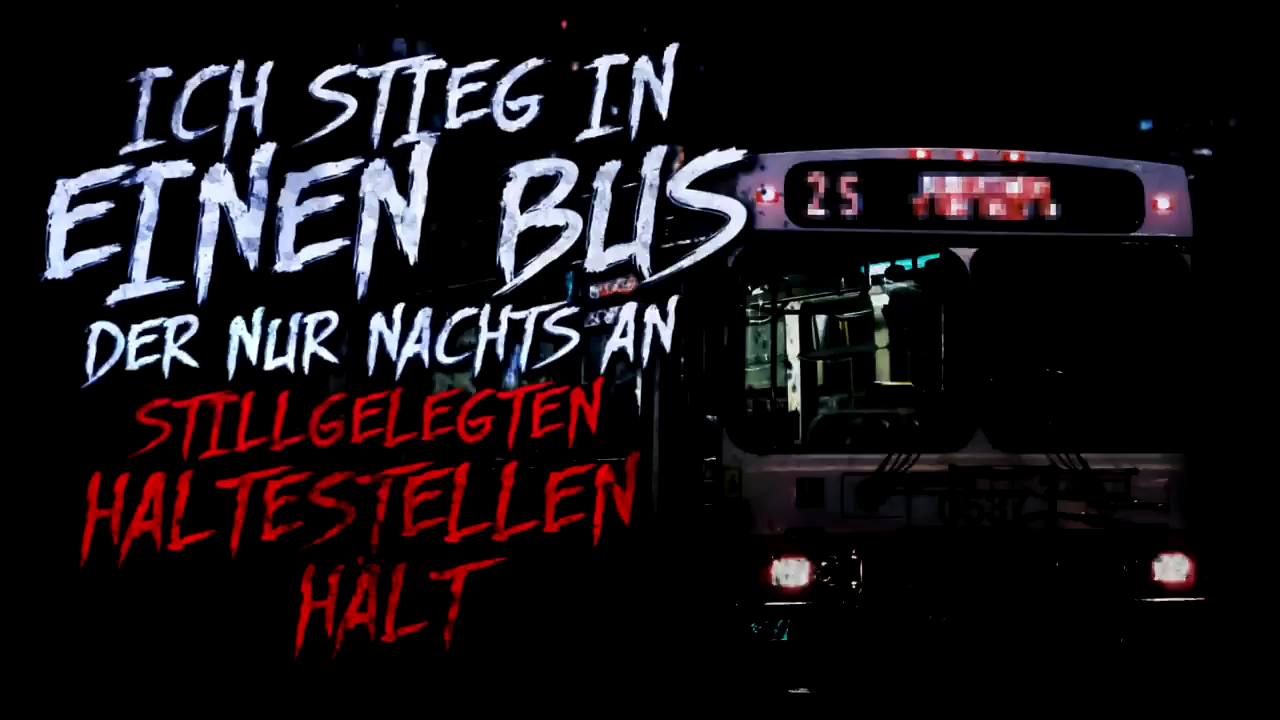 ICH STIEG IN
EINEN BUS
DER NUR NACHTS AN
STILLGELEGTEN
HALTESTELLEN
HÄLT
25